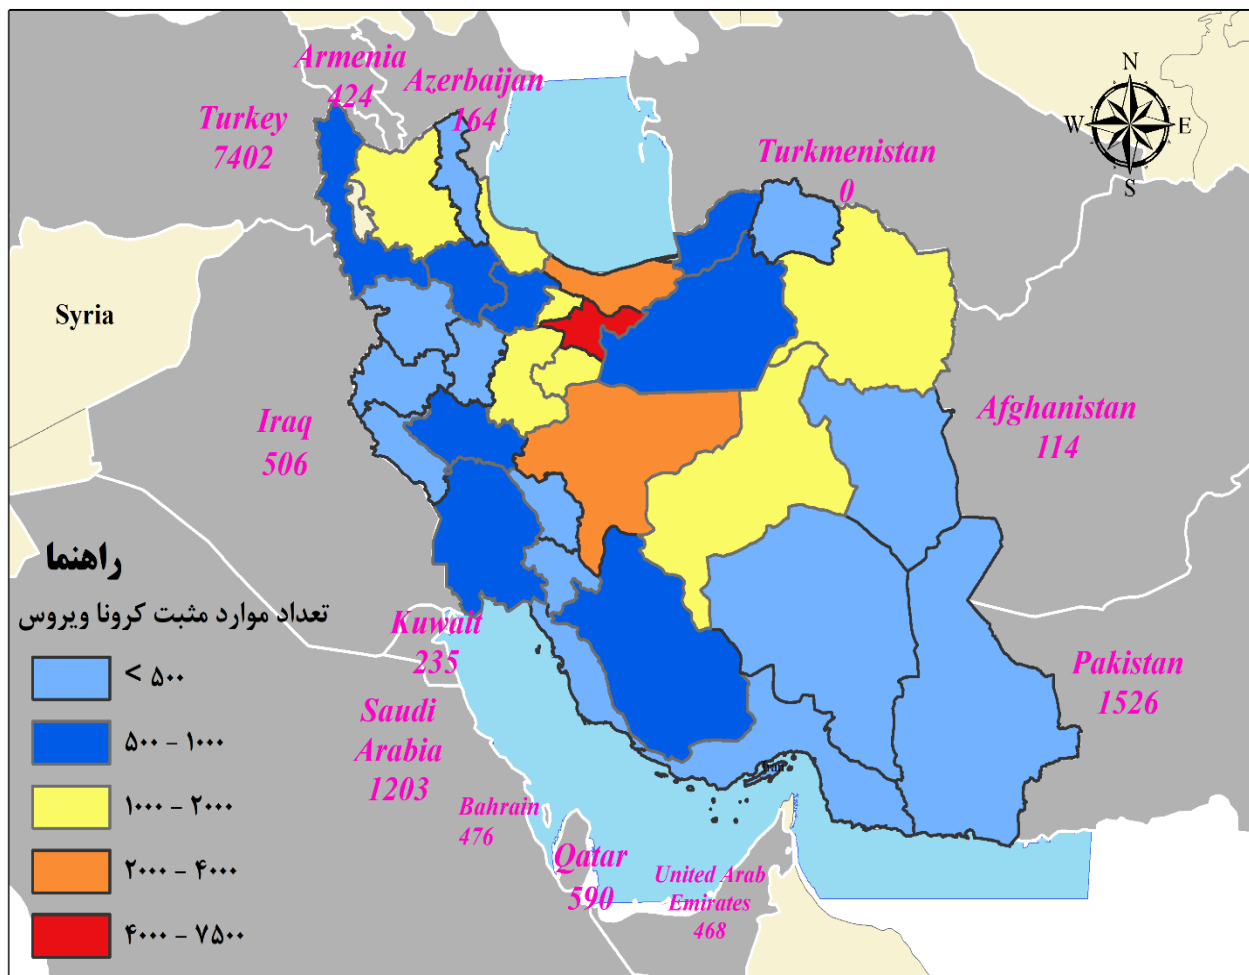 Armenia
424
Azerbaijan
164
Turkey
7402
Turkmenistan
0
N
W
E
S
Syria
Iraq
506
Afghanistan
114
Kuwait
235
Saudi
Arabia
1203
Pakistan
1526
Bahrain
476
Qatar
590
United Arab
Emirates
468
راهنما
تعداد موارد مثبت کرونا ویروس
< ۵۰۰
۵۰۰ - ۱۰۰۰
۱۰۰۰ - ۲۰۰۰
۲۰۰۰ - ۴۰۰۰
۴۰۰۰ - ۷۵۰۰